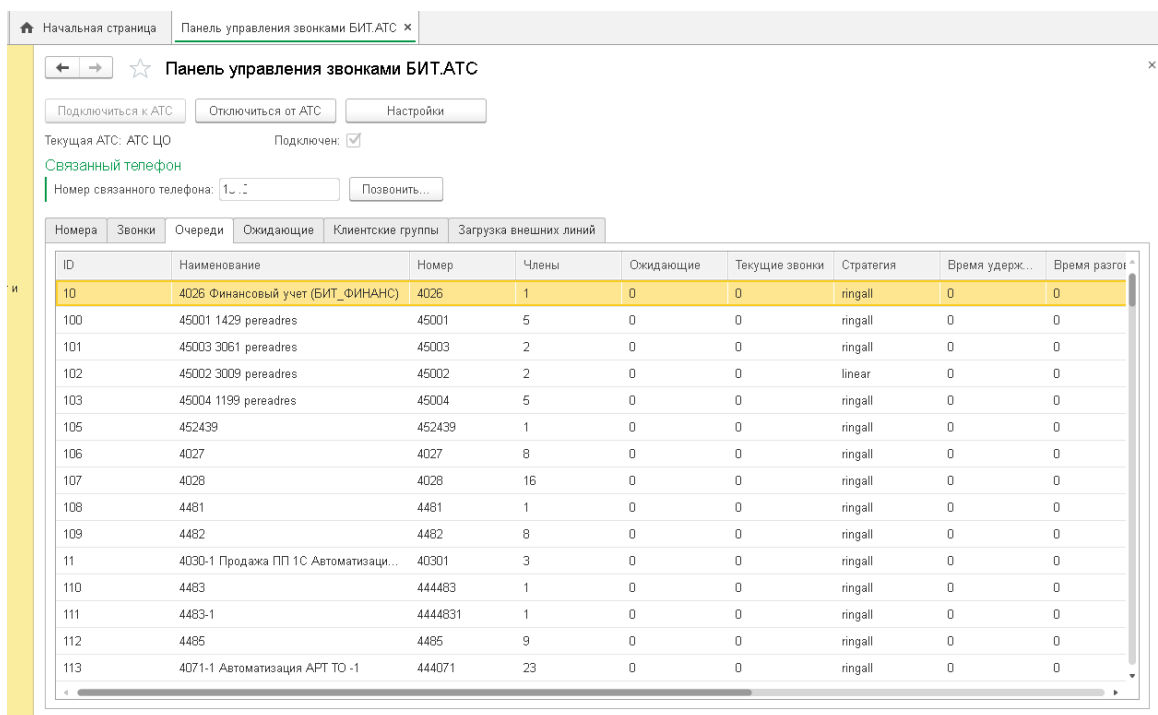 Начальная страница Панель управления звонками БИТ.АТС ×
Панель управления звонками БИТ.АТС
Подключиться к АТС Отключиться от АТС Настройки
Текущая АТС: АТС ЦО Подключен:
Связанный телефон
Номер связанного телефона: Позвонить...
Номера Звонки Очереди Ожидающие Клиентские группы Загрузка внешних линий
ID Наименование Номер Члены Ожидающие Текущие звонки Стратегия Время удерж... Время разгов
и
10 4026 Финансовый учет (БИТ_ФИНАНС) 4026 1 0 0 ringall 0 0
100 45001 1429 pereadres 45001 5 0 0 ringall 0 0
101 45003 3061 pereadres 45003 2 0 0 ringall 0 0
102 45002 3009 pereadres 45002 2 0 0 linear 0 0
103 45004 1199 pereadres 45004 5 0 0 ringall 0 0
105 452439 452439 1 0 0 ringall 0 0
106 4027 4027 8 0 0 ringall 0 0
107 4028 4028 16 0 0 ringall 0 0
108 4481 4481 1 0 0 ringall 0 0
109 4482 4482 8 0 0 ringall 0 0
11 4030-1 Продажа ПП 1С Автоматизаци... 40301 3 0 0 ringall 0 0
110 4483 444483 1 0 0 ringall 0 0
111 4483-1 4444831 1 0 0 ringall 0 0
112 4485 4485 9 0 0 ringall 0 0
113 4071-1 Автоматизация АРТ ТО -1 444071 23 0 0 ringall 0 0